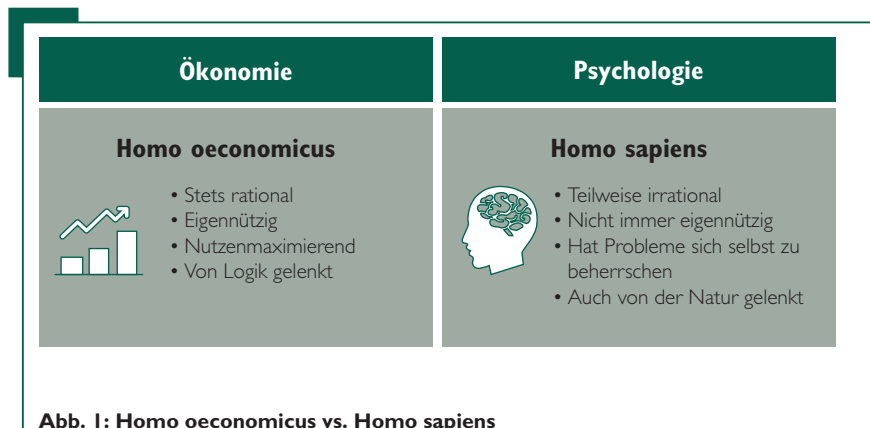 Ökonomie
Psychologie
Homo oeconomicus
• Stets rational
• Eigennützig
• Nutzenmaximierend
• Von Logik gelenkt
Homo sapiens
• Teilweise irrational
• Nicht immer eigennützig
• Hat Probleme sich selbst zu
beherrschen
• Auch von der Natur gelenkt
Abb. 1: Homo oeconomicus vs. Homo sapiens